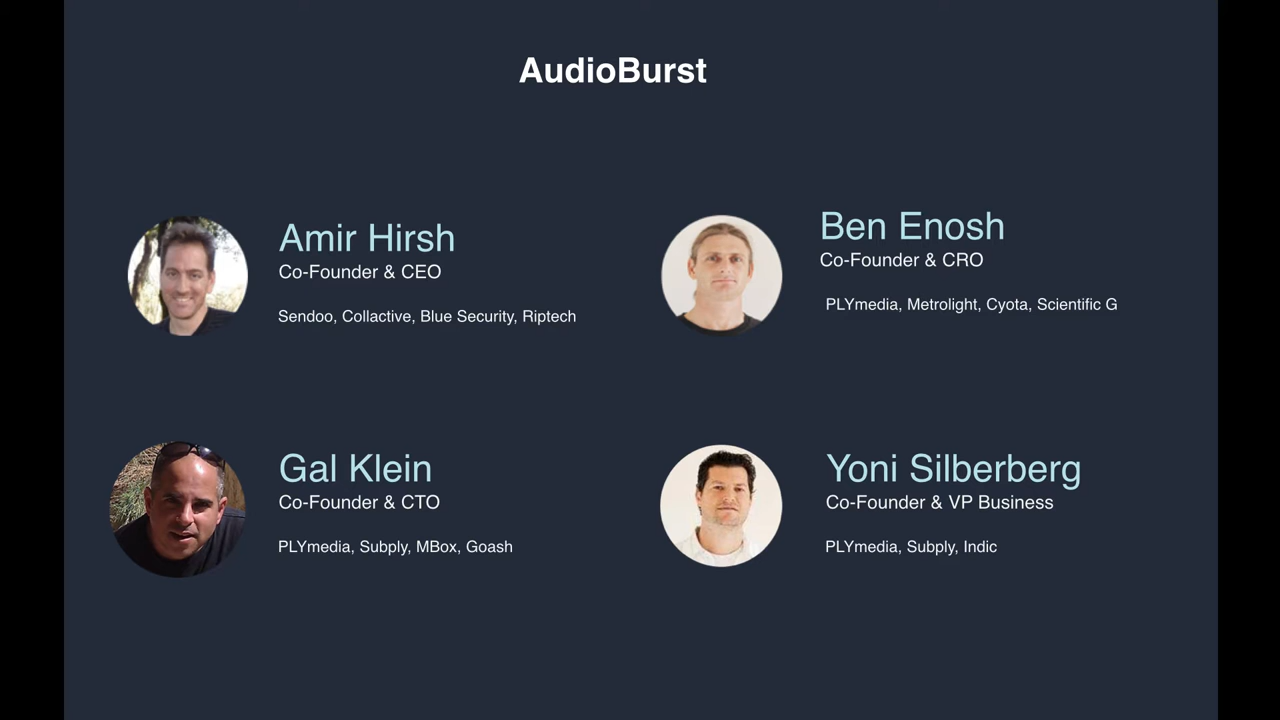 AudioBurst
Amir Hirsh
Co-Founder & CEO
Sendoo, Collactive, Blue Security, Riptech
Ben Enosh
Co-Founder & CRO
PLYmedia, Metrolight, Cyota, Scientific G
Gal Klein
Co-Founder & CTO
PLYmedia, Subply, MBox, Goash
Yoni Silberberg
Co-Founder & VP Business
PLYmedia, Subply, Indic